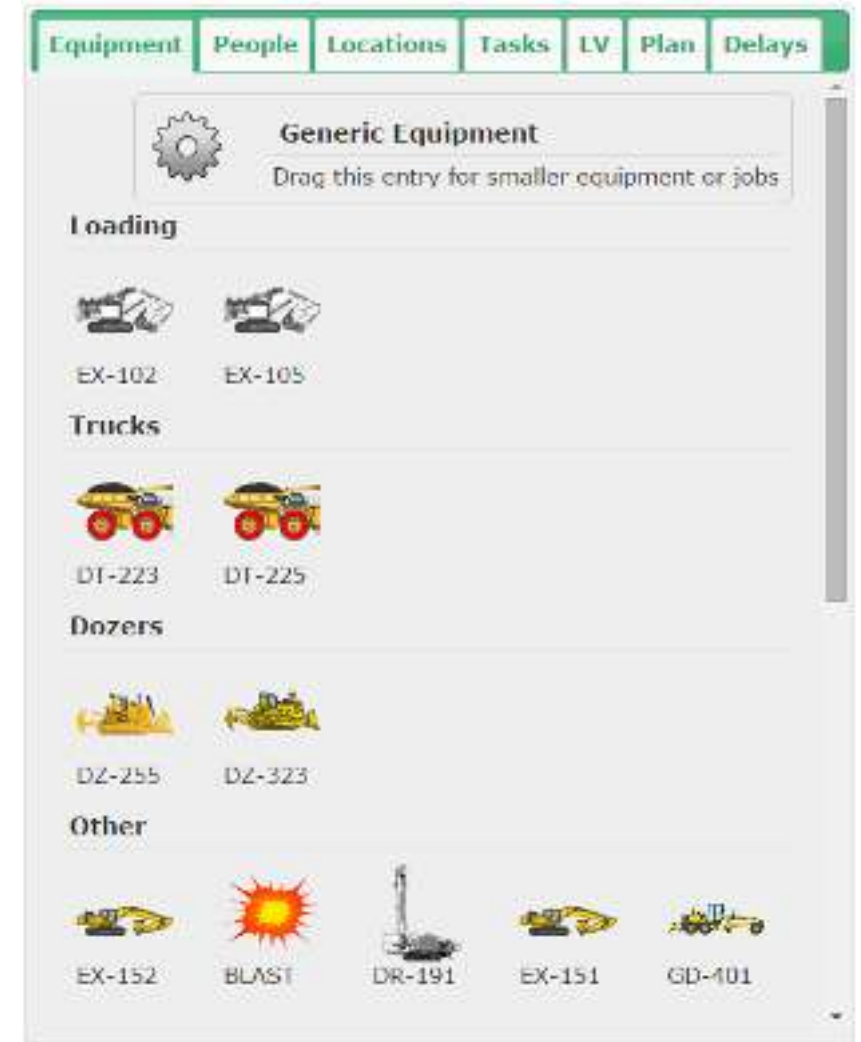 Equipment People Locations Tasks LV Plan Delays
Generic Equipment
Drag this entry for smaller equipment or jobs
Loading
EX-102 EX-105
Trucks
DT-223 DT-225
Dozers
DZ-255 DZ-323
Other
EX-152 BLAST DR-191 EX-151 GD-401